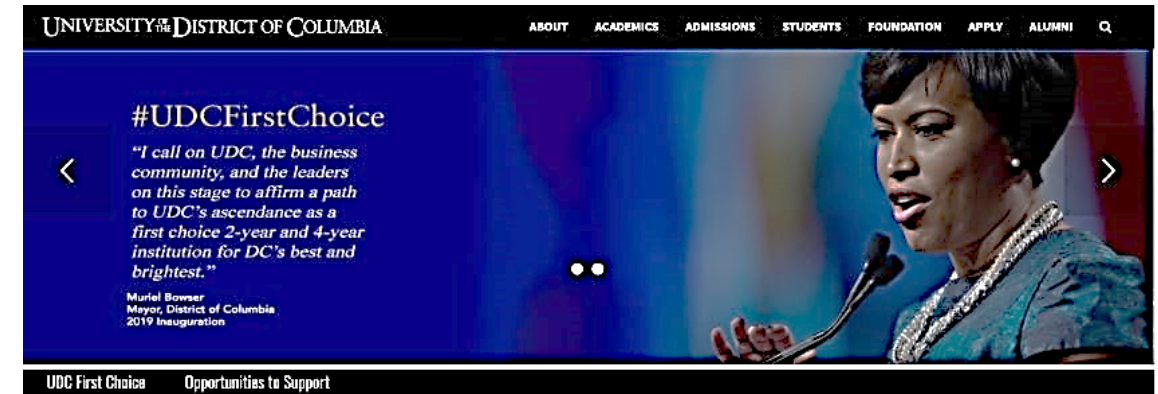 UNIVERSITY OF THE DISTRICT OF COLUMBIA
ABOUT ACADEMICS ADMISSIONS STUDENTS FOUNDATION APPLY ALUMNI
#UDCFirstChoice
“I call on UDC, the business
community, and the leaders
on this stage to affirm a path
to UDC’s ascendance as a
first choice 2-year and 4-year
institution for DC’s best and
brightest.”
Muriel Bowser
Mayor, District of Columbia
2019 Inauguration
UDC First Choice Opportunities to Support